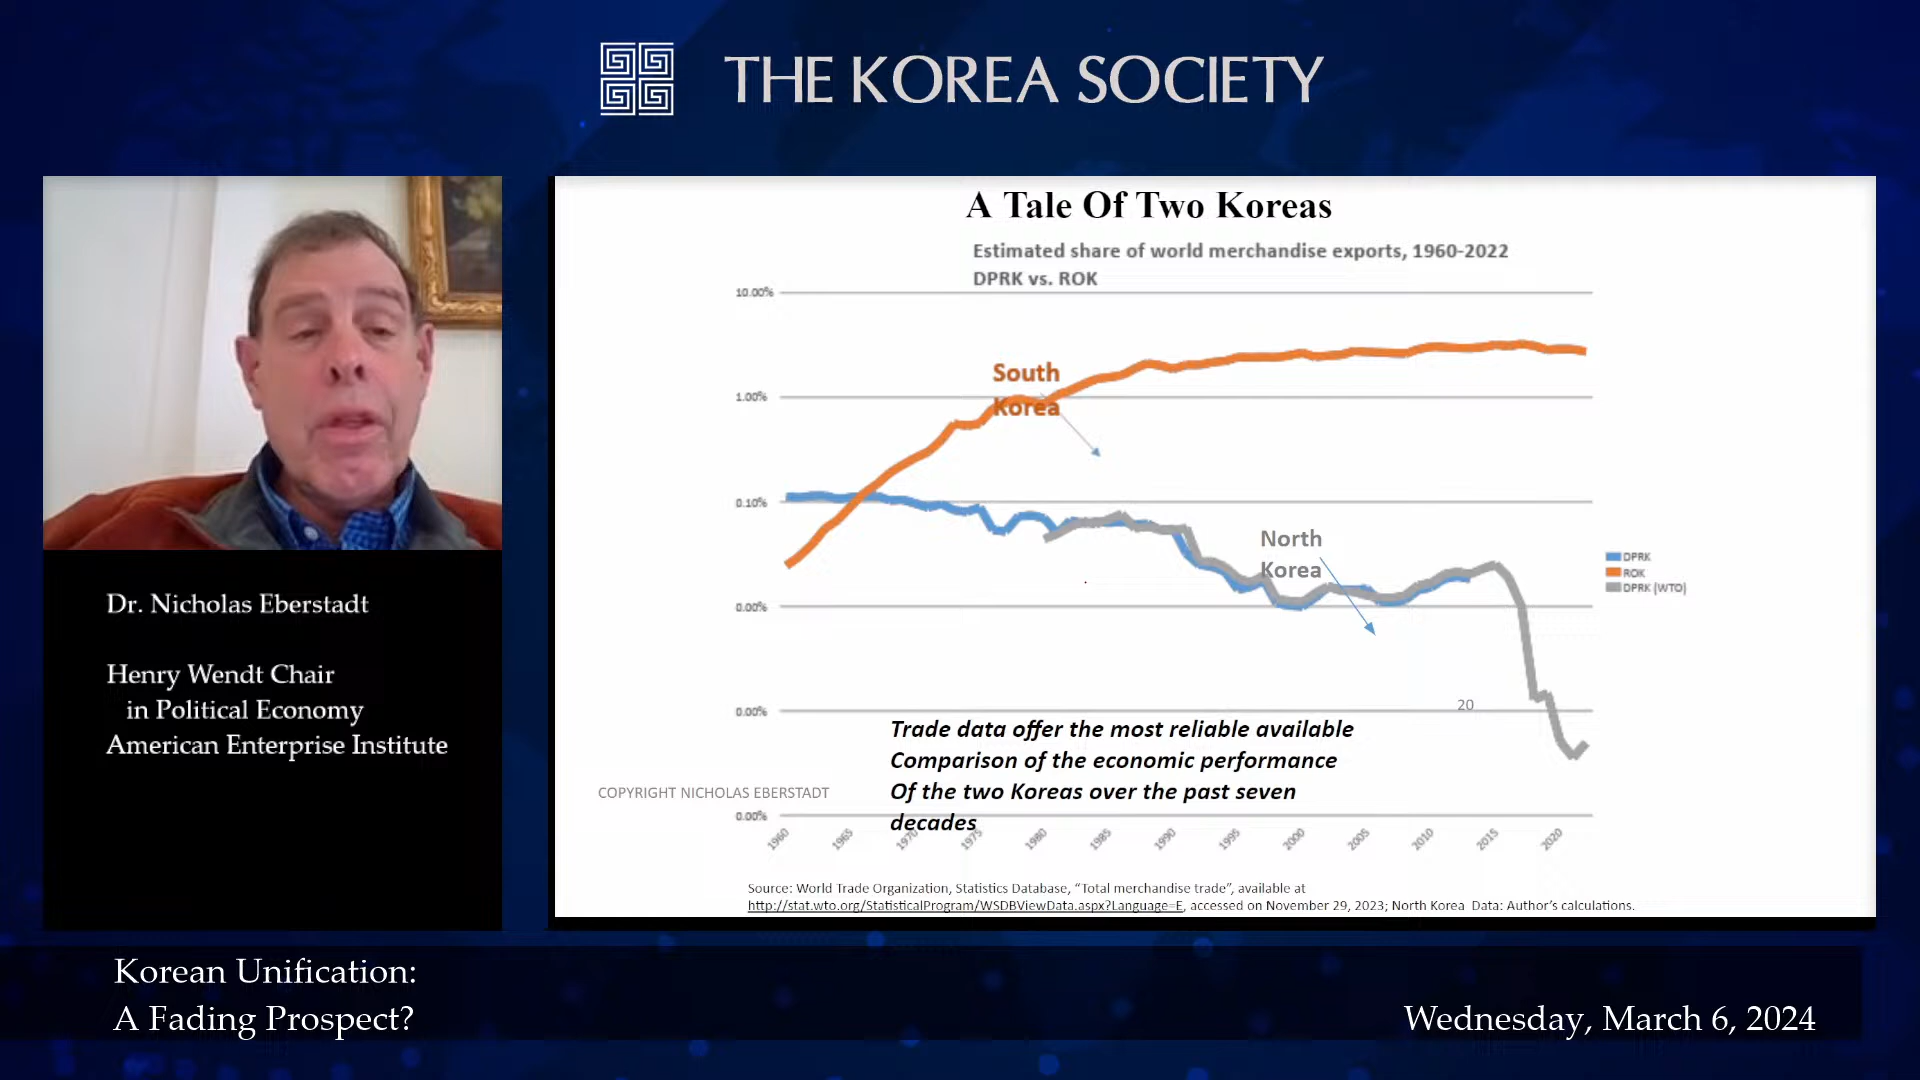 THE KOREA SOCIETY
A Tale Of Two Koreas
Estimated share of world merchandise exports, 1960-2022
DPRK vs. ROK
10.00%
1.00%
0.10%
0.00%
0.00%
0.00%
South
Korea
North
Korea
DPRK
ROK
DPRK (WTO)
20
Trade data offer the most reliable available
Comparison of the economic performance
Of the two Koreas over the past seven
decades
COPYRIGHT NICHOLAS EBERSTADT
1960 1965 1970 1975 1980 1985 1990 1995 2000 2005 2010 2015 2020
Source: World Trade Organization, Statistics Database, “Total merchandise trade”, available at
http://stat.wto.org/StatisticalProgram/WSDBViewData.aspx?Language=E, accessed on November 29, 2023; North Korea Data: Author’s calculations.
Dr. Nicholas Eberstadt
Henry Wendt Chair
in Political Economy
American Enterprise Institute
Korean Unification:
A Fading Prospect?
Wednesday, March 6, 2024